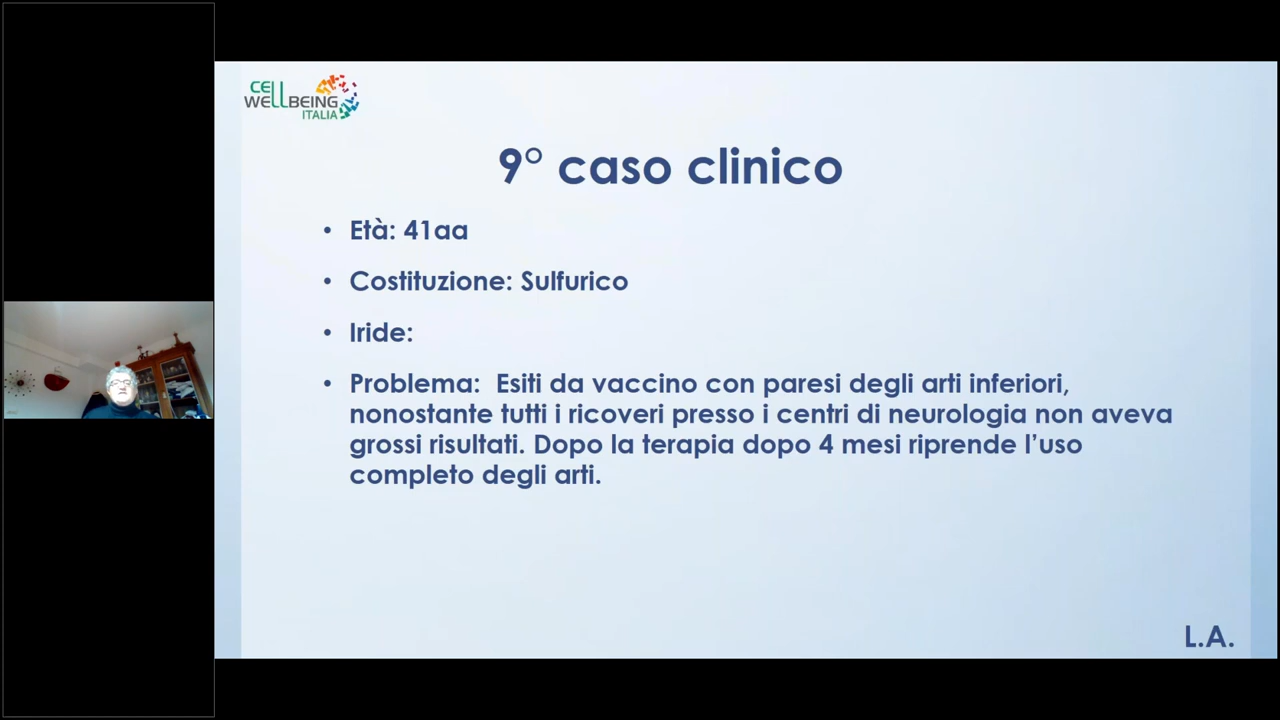 CELL
WELLBEING
ITALIA
9° caso clinico
• Età: 41aa
• Costituzione: Sulfurico
• Iride:
• Problema: Esiti da vaccino con paresi degli arti inferiori,
nonostante tutti i ricoveri presso i centri di neurologia non aveva
grossi risultati. Dopo la terapia dopo 4 mesi riprende l'uso
completo degli arti.
L.A.